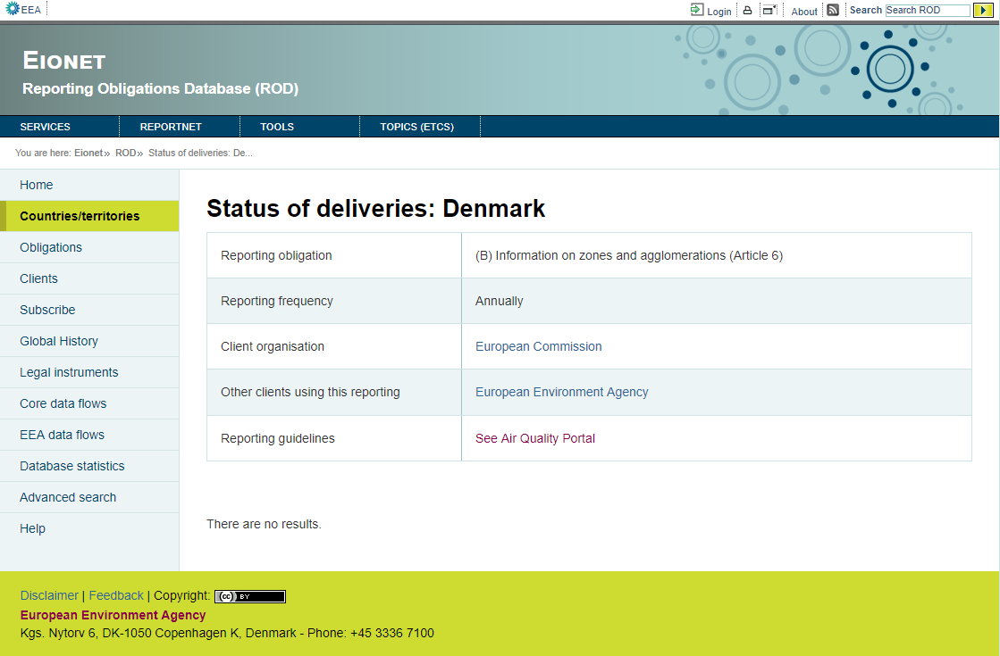 EEA
Login
About
Search Search ROD
EIONET
Reporting Obligations Database (ROD)
SERVICES REPORTNET TOOLS TOPICS (ETCS)
You are here: Eionet» ROD» Status of deliveries: De...
Home
Countries/territories
Obligations
Clients
Subscribe
Global History
Legal instruments
Core data flows
EEA data flows
Database statistics
Advanced search
Help
Status of deliveries: Denmark
Reporting obligation (B) Information on zones and agglomerations (Article 6)
Reporting frequency Annually
Client organisation European Commission
Other clients using this reporting European Environment Agency
Reporting guidelines See Air Quality Portal
There are no results.
Disclaimer | Feedback | Copyright: (cc) BY
European Environment Agency
Kgs. Nytorv 6, DK-1050 Copenhagen K, Denmark - Phone: +45 3336 7100